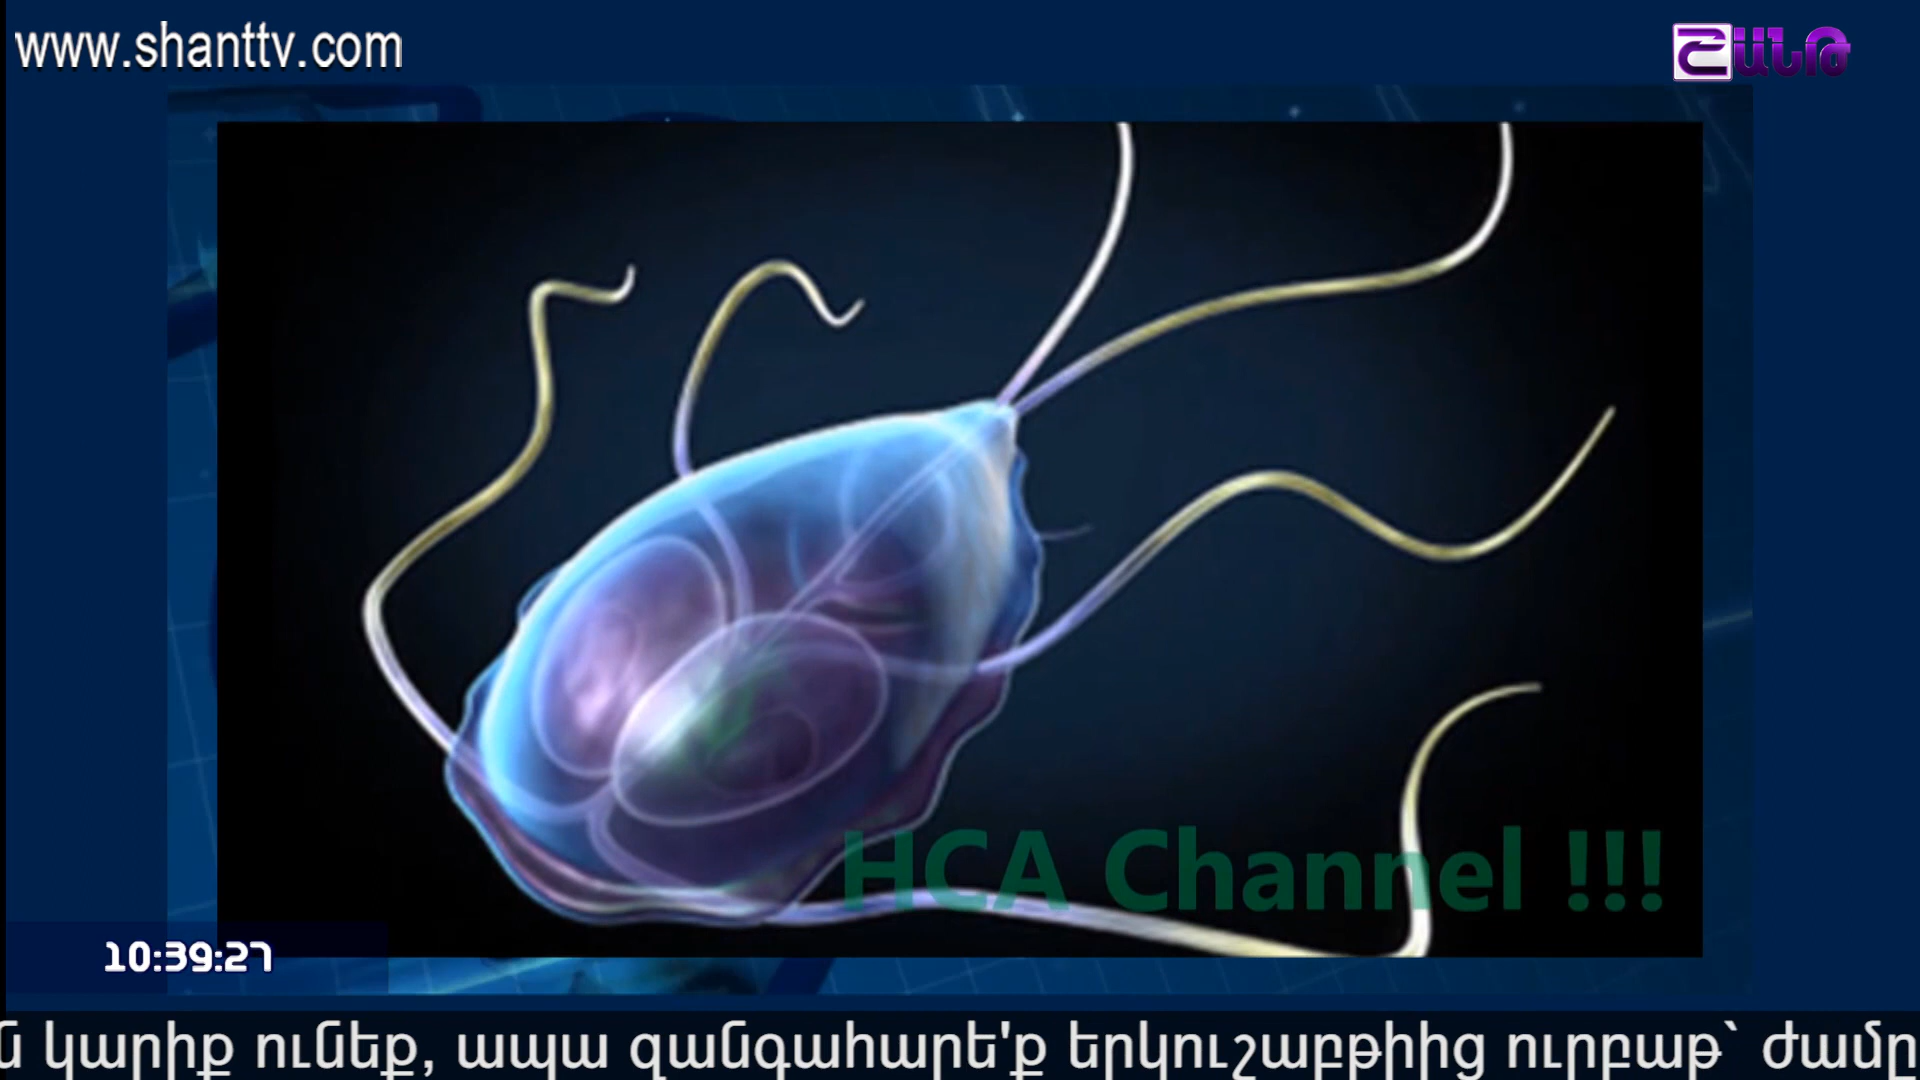 www.shanttv.com
ՇԱՆԹ
HCA Channel !!!
10:39:27
ն կարիք ունեք, ապա զանգահարե'ք երկուշաբթիից ուրբաթ՝ ժամը